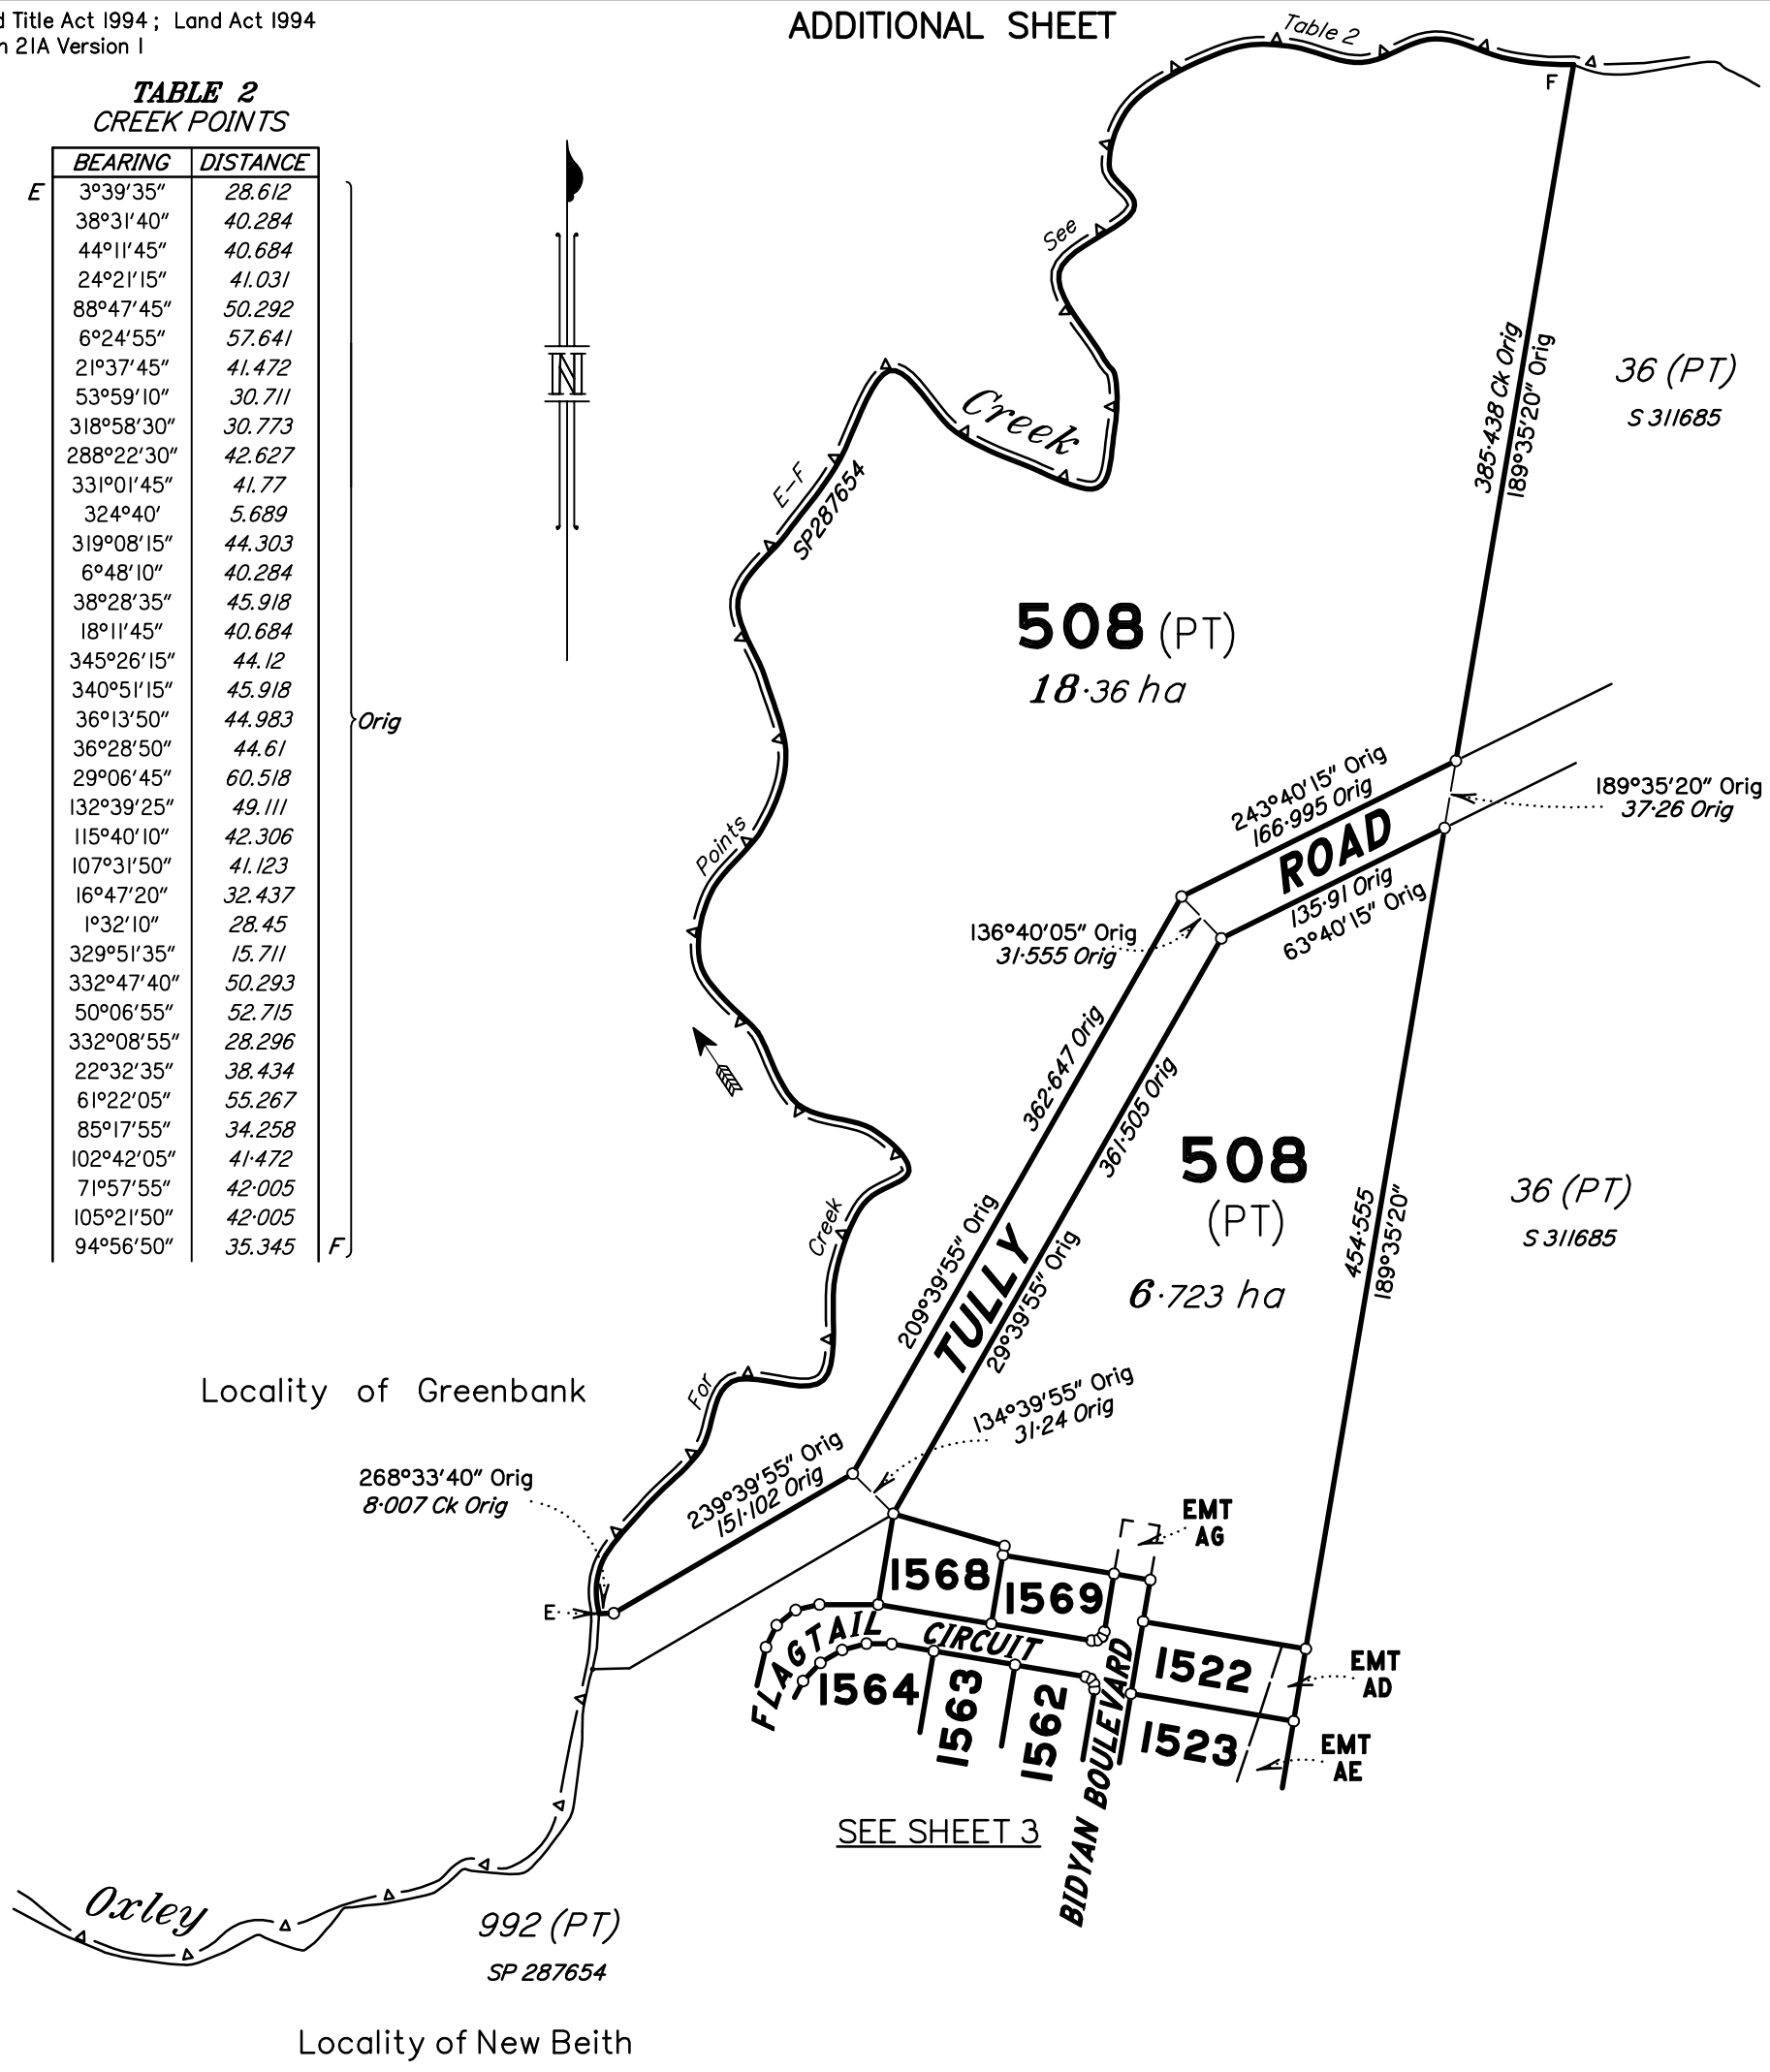 d Title Act 1994 ; Land Act 1994
n 21A Version 1
ADDITIONAL SHEET
TABLE 2
CREEK POINTS
BEARING DISTANCE
E 3°39'35" 28.612
38°31'40" 40.284
44°11'45" 40.684
24°21'15" 41.031
88°47'45" 50.292
6°24'55" 57.641
21°37'45" 41.472
53°59'10" 30.711
318°58'30" 30.773
288°22'30" 42.627
331°01'45" 41.77
324°40' 5.689
319°08'15" 44.303
6°48'10" 40.284
38°28'35" 45.918
18°11'45" 40.684
345°26'15" 44.12
340°51'15" 45.918
36°13'50" 44.983
36°28'50" 44.61
29°06'45" 60.518
132°39'25" 49.111
115°40'10" 42.306
107°31'50" 41.123
16°47'20" 32.437
1°32'10" 28.45
329°51'35" 15.711
332°47'40" 50.293
50°06'55" 52.715
332°08'55" 28.296
22°32'35" 38.434
61°22'05" 55.267
85°17'55" 34.258
102°42'05" 41·472
71°57'55" 42·005
105°21'50" 42·005
94°56'50" 35.345 F
Orig
N
Table 2
F
See
Creek
E-F
SP287654
Points
Creek
For
385·438 Ck Orig
189°35'20" Orig
36 (PT)
S 311685
508 (PT)
18·36 ha
243°40'15" Orig
166·995 Orig
ROAD
135·91 Orig
63°40'15" Orig
189°35'20" Orig
37·26 Orig
136°40'05" Orig
31·555 Orig
362·647 Orig
209°39'55" Orig
TULLY
361·505 Orig
29°39'55" Orig
508
(PT)
6·723 ha
454·555
189°35'20"
36 (PT)
S 311685
134°39'55" Orig
31·24 Orig
Locality of Greenbank
268°33'40" Orig
8·007 Ck Orig
239°39'55" Orig
151·102 Orig
E
EMT
AG
1568
1569
FLAGTAIL CIRCUIT
1564
1563
1562
BIDYAN BOULEVARD
1522
1523
EMT
AD
EMT
AE
SEE SHEET 3
Oxley
992 (PT)
SP 287654
Locality of New Beith